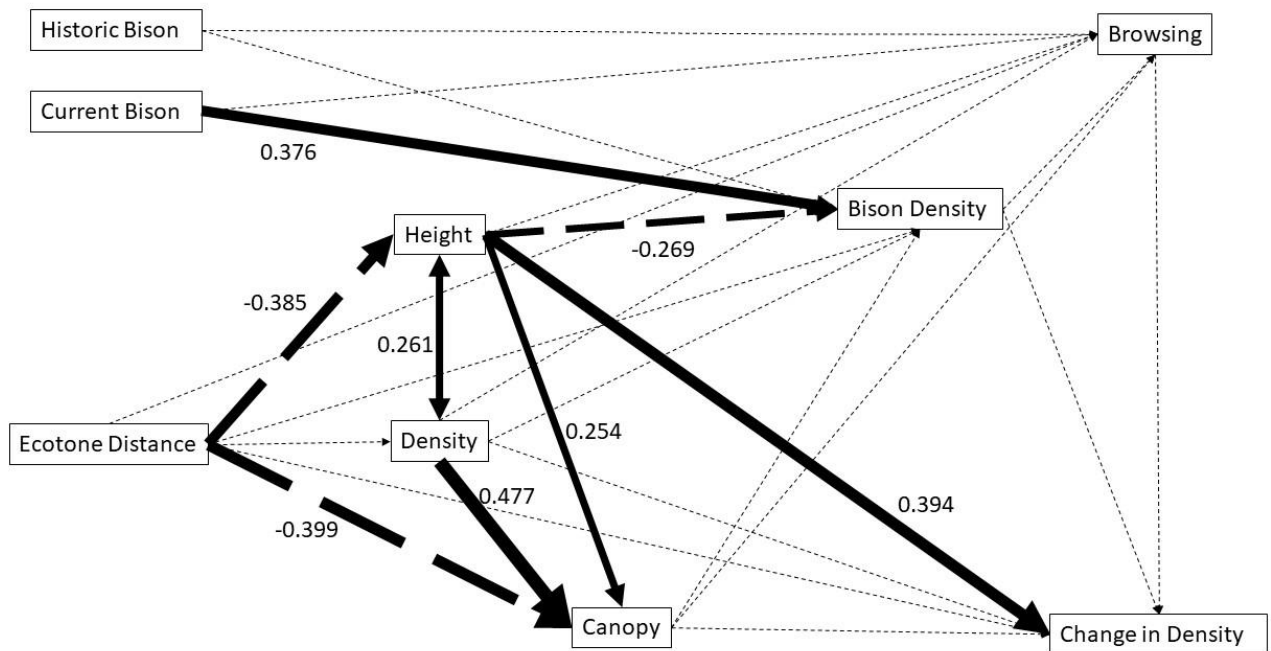 Historic Bison
Browsing
Current Bison
0.376
Bison Density
Height
-0.269
-0.385
0.261
Ecotone Distance
Density
0.254
0.477
0.394
-0.399
Canopy
Change in Density